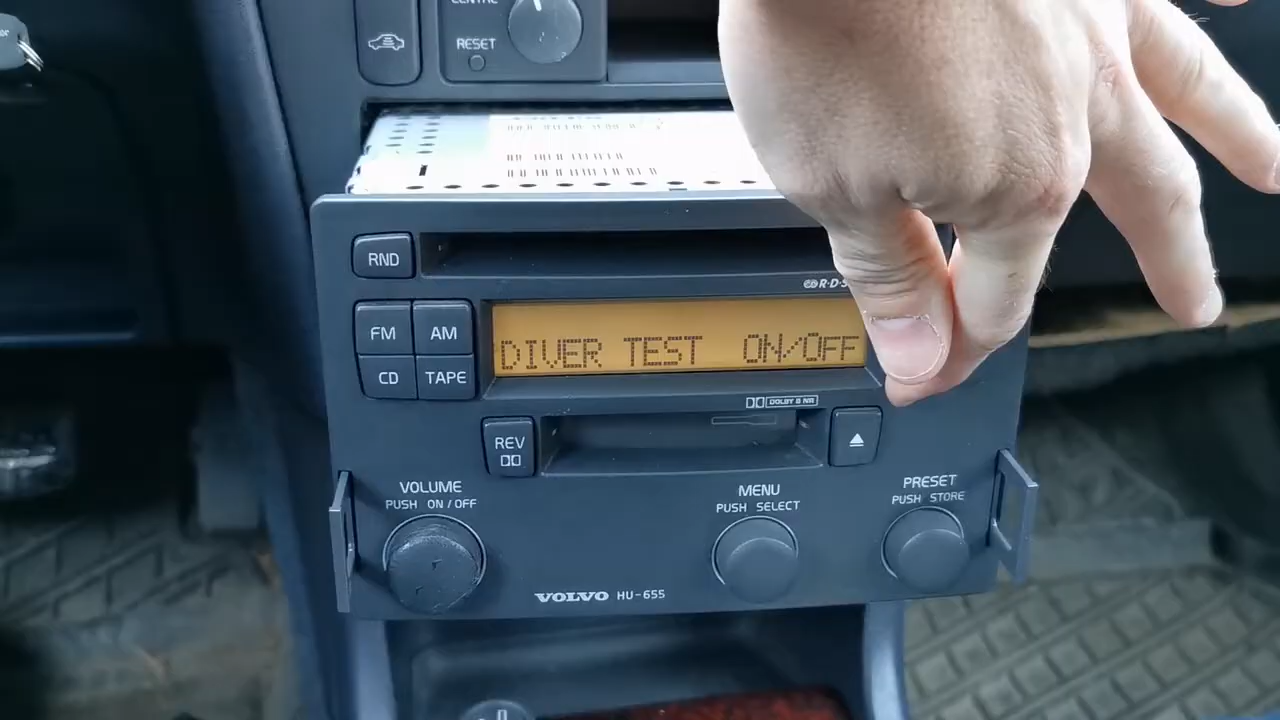 CENTRE
RESET
RND
R·D·S
FM
AM
CD
TAPE
DIVER TEST ON/OFF
DOLBY B NR
REV
VOLUME
PUSH ON/OFF
MENU
PUSH SELECT
PRESET
PUSH STORE
VOLVO HU-655